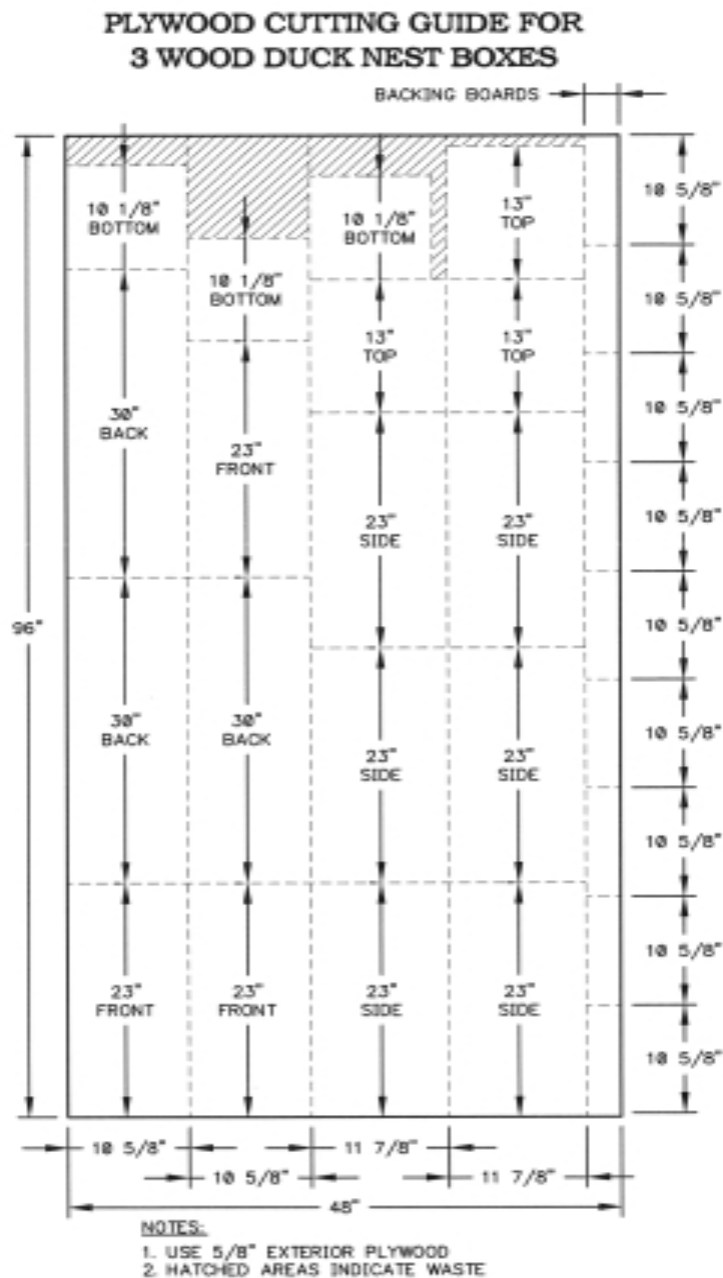 PLYWOOD CUTTING GUIDE FOR
3 WOOD DUCK NEST BOXES
BACKING BOARDS
10 1/8"
BOTTOM
10 1/8"
BOTTOM
10 1/8"
BOTTOM
13"
TOP
10 5/8"
30"
BACK
23"
FRONT
13"
TOP
13"
TOP
10 5/8"
10 5/8"
23"
SIDE
23"
SIDE
10 5/8"
96"
30"
BACK
30"
BACK
23"
SIDE
23"
SIDE
10 5/8"
10 5/8"
10 5/8"
23"
FRONT
23"
FRONT
23"
SIDE
23"
SIDE
10 5/8"
10 5/8"
10 5/8"
11 7/8"
10 5/8"
11 7/8"
48"
NOTES:
1. USE 5/8" EXTERIOR PLYWOOD
2. HATCHED AREAS INDICATE WASTE